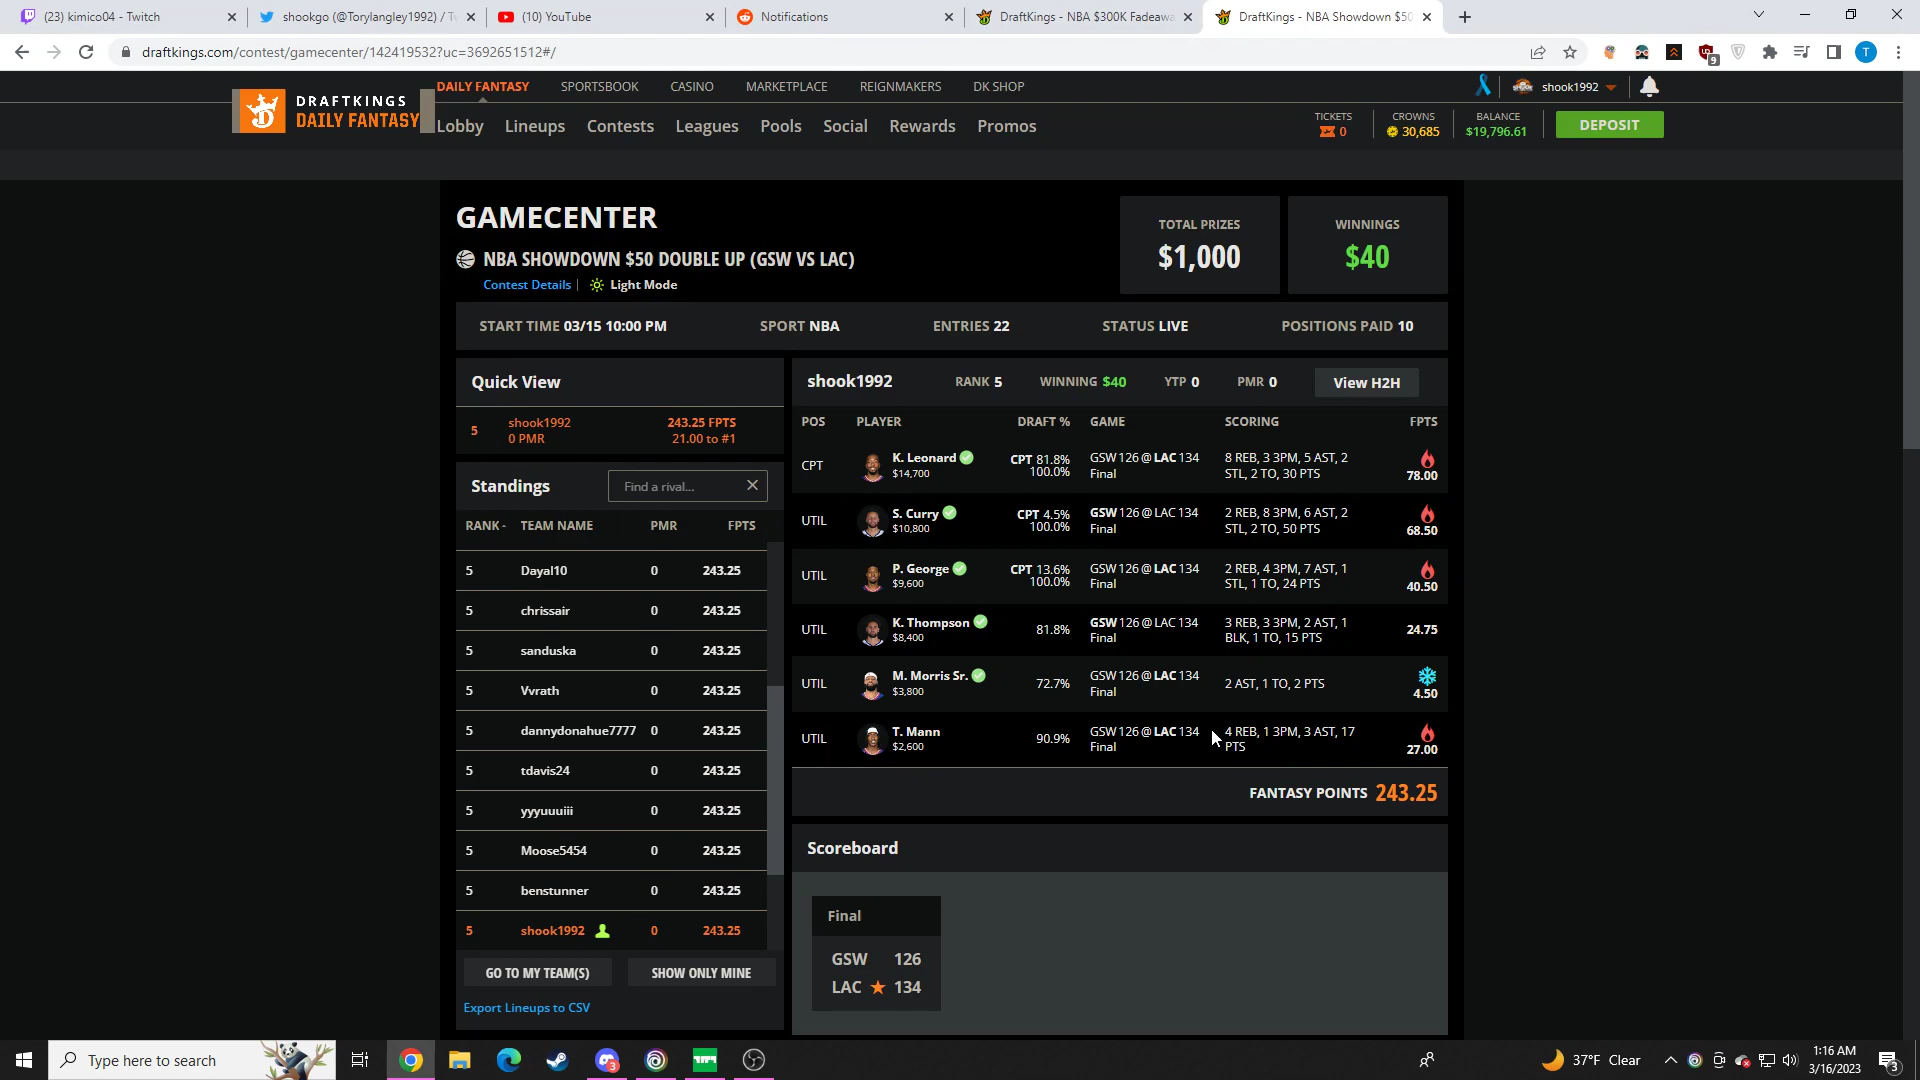 (23) kimico04 - Twitch
shookgo (@Torylangley1992) / Tw
(10) YouTube
Notifications
DraftKings - NBA $300K Fadeawa
DraftKings - NBA Showdown $50
draftkings.com/contest/gamecenter/142419532?uc=3692651512#/
9
T
DAILY FANTASY
SPORTSBOOK
CASINO
MARKETPLACE
REIGNMAKERS
DK SHOP
shook1992
DRAFTKINGS
DAILY FANTASY
Lobby
Lineups
Contests
Leagues
Pools
Social
Rewards
Promos
TICKETS
0
CROWNS
30,685
BALANCE
$19,796.61
DEPOSIT
GAMECENTER
NBA SHOWDOWN $50 DOUBLE UP (GSW VS LAC)
Contest Details |
Light Mode
TOTAL PRIZES
$1,000
WINNINGS
$40
START TIME 03/15 10:00 PM
SPORT NBA
ENTRIES 22
STATUS LIVE
POSITIONS PAID 10
Quick View
5 shook1992 243.25 FPTS
0 PMR 21.00 to #1
Standings
Find a rival...
RANK TEAM NAME PMR FPTS
5 Dayal10 0 243.25
5 chrissair 0 243.25
5 sanduska 0 243.25
5 Vvrath 0 243.25
5 dannydonahue7777 0 243.25
5 tdavis24 0 243.25
5 yyyuuuiii 0 243.25
5 Moose5454 0 243.25
5 benstunner 0 243.25
5 shook1992 0 243.25
GO TO MY TEAM(S)
SHOW ONLY MINE
Export Lineups to CSV
shook1992
RANK 5
WINNING $40
YTP 0
PMR 0
View H2H
POS PLAYER DRAFT % GAME SCORING FPTS
CPT K. Leonard $14,700 CPT 81.8% 100.0% GSW 126 @ LAC 134 Final 8 REB, 3 3PM, 5 AST, 2 STL, 2 TO, 30 PTS 78.00
UTIL S. Curry $10,800 CPT 4.5% 100.0% GSW 126 @ LAC 134 Final 2 REB, 8 3PM, 6 AST, 2 STL, 2 TO, 50 PTS 68.50
UTIL P. George $9,600 CPT 13.6% 100.0% GSW 126 @ LAC 134 Final 2 REB, 4 3PM, 7 AST, 1 STL, 1 TO, 24 PTS 40.50
UTIL K. Thompson $8,400 81.8% GSW 126 @ LAC 134 Final 3 REB, 3 3PM, 2 AST, 1 BLK, 1 TO, 15 PTS 24.75
UTIL M. Morris Sr. $3,800 72.7% GSW 126 @ LAC 134 Final 2 AST, 1 TO, 2 PTS 4.50
UTIL T. Mann $2,600 90.9% GSW 126 @ LAC 134 Final 4 REB, 1 3PM, 3 AST, 17 PTS 27.00
FANTASY POINTS 243.25
Scoreboard
Final
GSW 126
LAC 134
Type here to search
3
37°F Clear
1:16 AM
3/16/2023
3